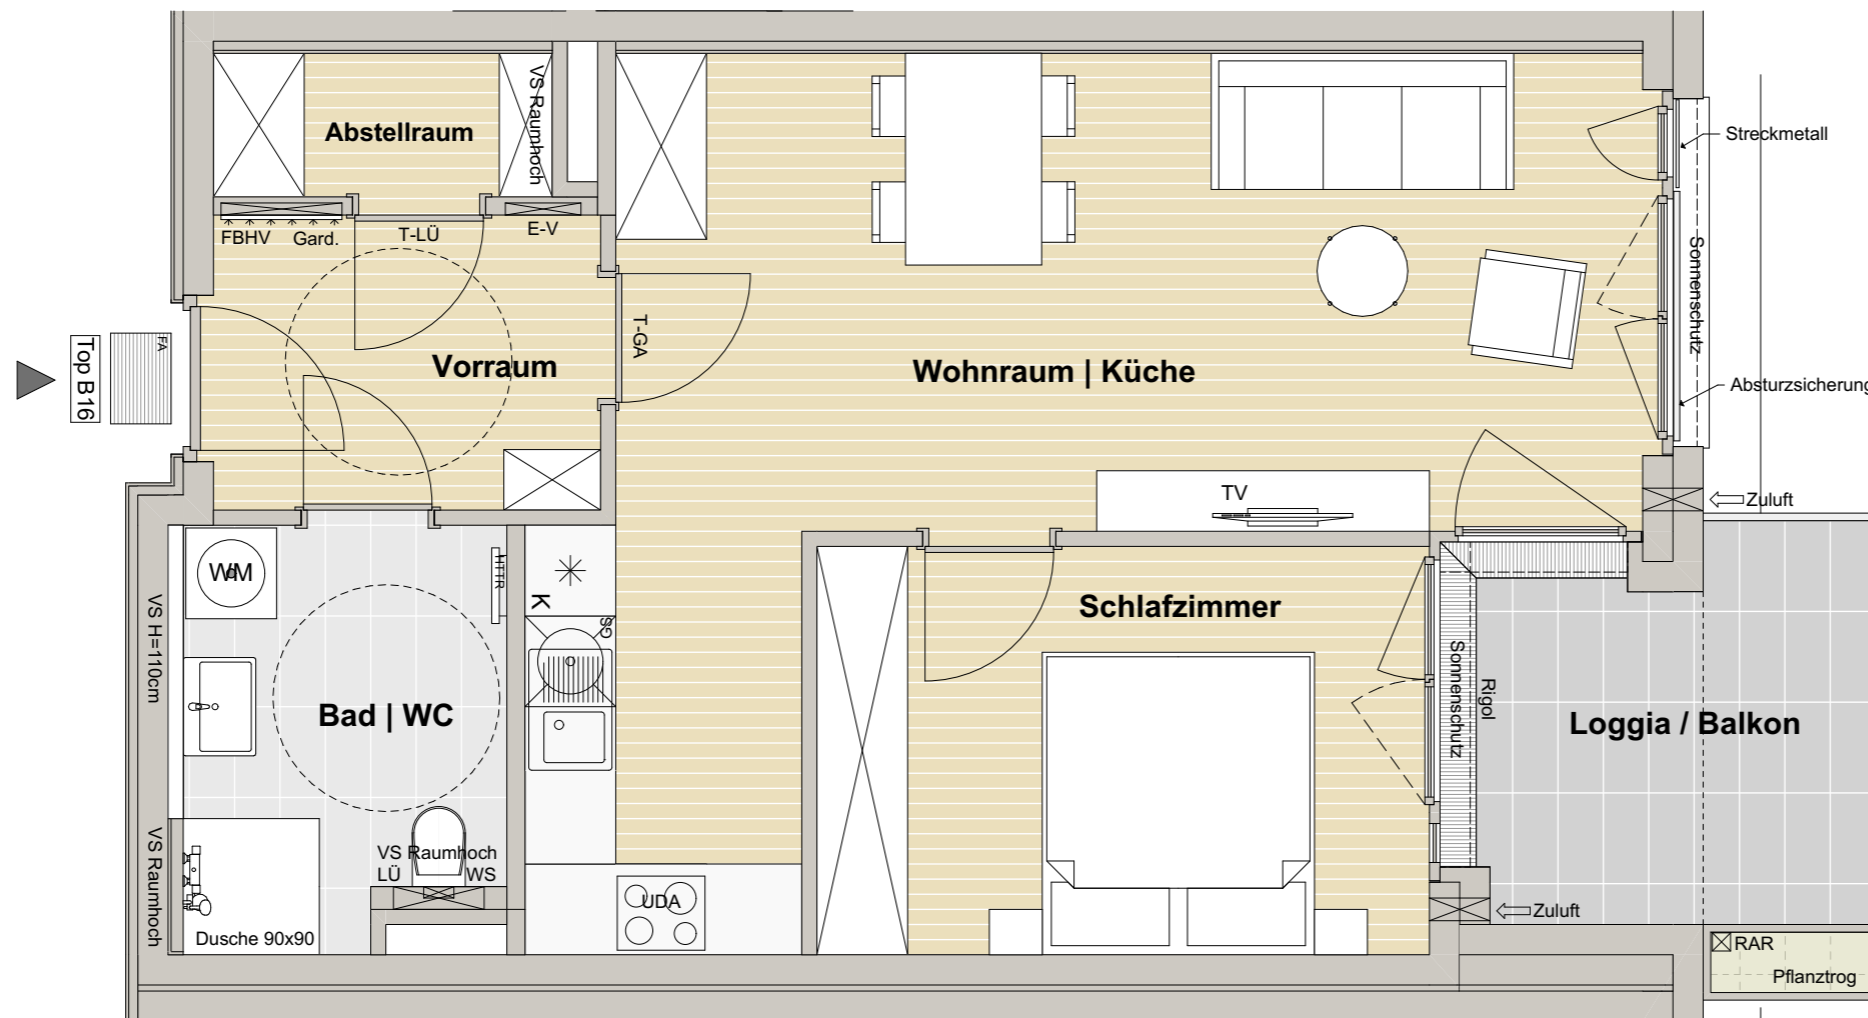 Abstellraum
VS Raumhoch
Streckmetall
FBHV
Gard.
T-LÜ
E-V
Sonnenschutz
T-GA
FA
Top B16
Vorraum
Wohnraum | Küche
Absturzsicherung
TV
Zuluft
WM
HTTR
K
SG
VS H=110cm
Schlafzimmer
Sonnenschutz
Rigol
Bad | WC
Loggia / Balkon
VS Raumhoch
VS Raumhoch
LÜ
WS
UDA
Zuluft
Dusche 90x90
RAR
Pflanztrog